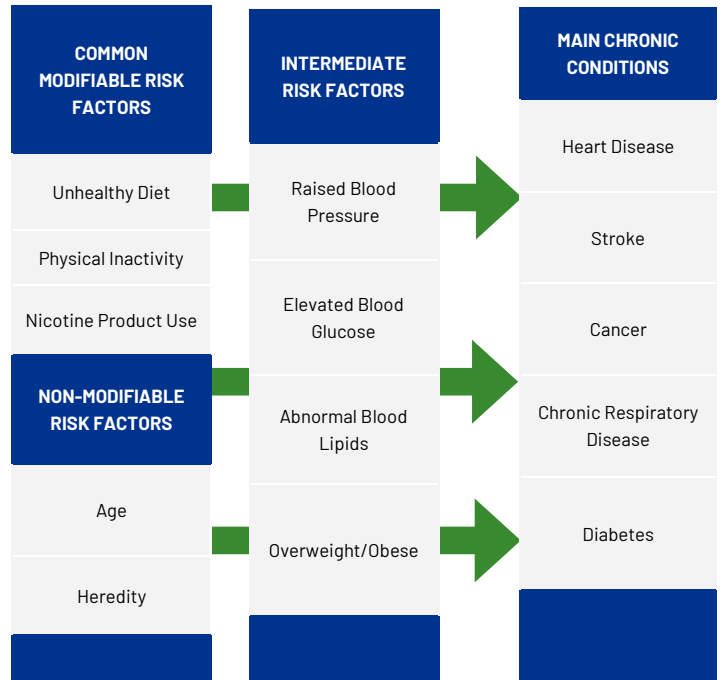 COMMON
MODIFIABLE RISK
FACTORS
Unhealthy Diet
Physical Inactivity
Nicotine Product Use
NON-MODIFIABLE
RISK FACTORS
Age
Heredity
INTERMEDIATE
RISK FACTORS
Raised Blood
Pressure
Elevated Blood
Glucose
Abnormal Blood
Lipids
Overweight/Obese
MAIN CHRONIC
CONDITIONS
Heart Disease
Stroke
Cancer
Chronic Respiratory
Disease
Diabetes